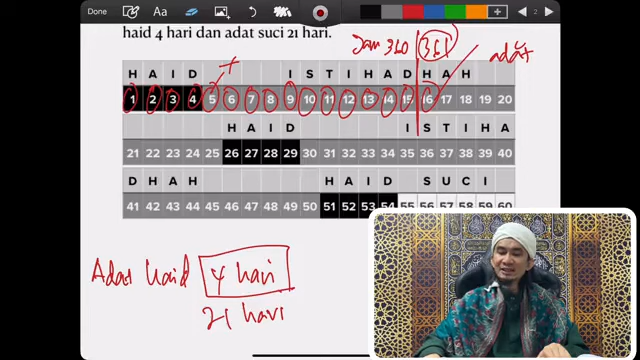 2
haid 4 hari dan adat suci 21 hari.
Jam 360 361
adat
H A I D I S T I H A D H A H
1 2 3 4 5 6 7 8 9 10 11 12 13 14 15 16 17 18 19 20
H A I D I S T I H A
21 22 23 24 25 26 27 28 29 30 31 32 33 34 35 36 37 38 39 40
D H A H H A I D S U C I
41 42 43 44 45 46 47 48 49 50 51 52 53 54 55 56 57 58 59 60
Adat haid 4 hari
21 hari